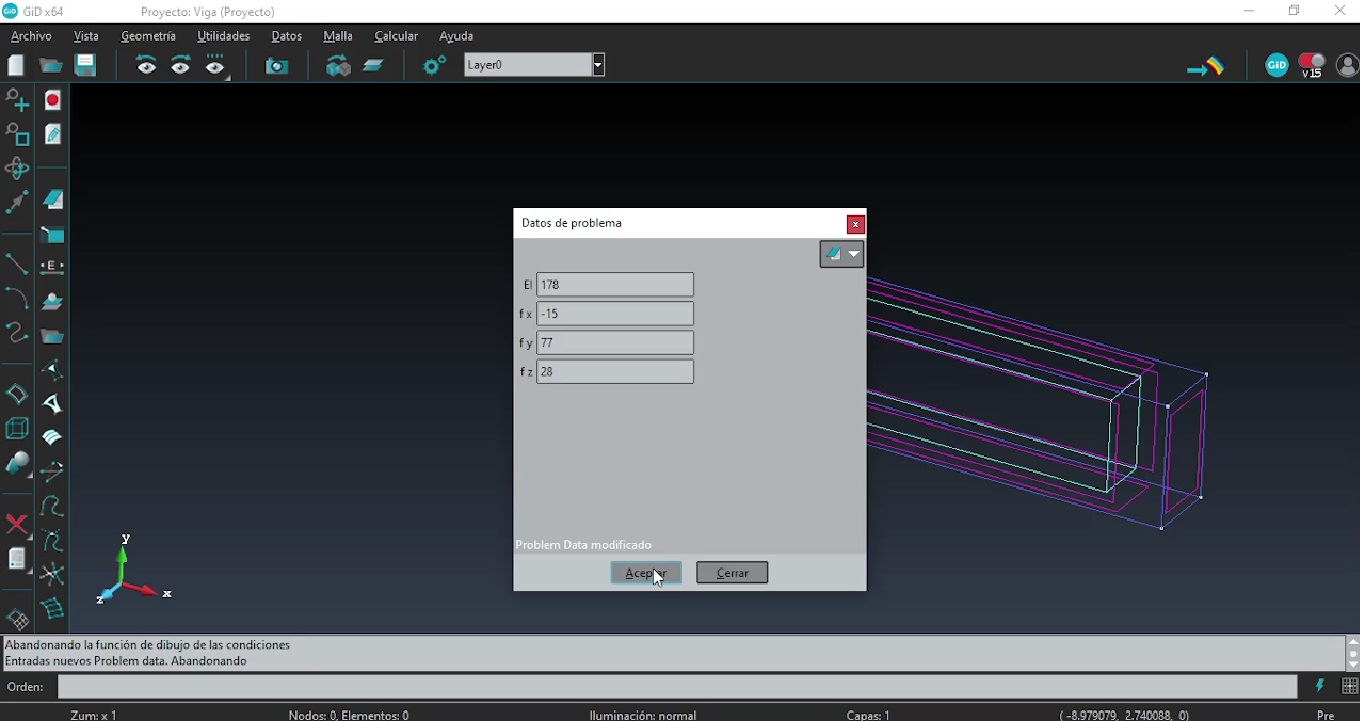 GiD
GiD x64
Proyecto: Viga (Proyecto)
Archivo
Vista
Geometría
Utilidades
Datos
Malla
Calcular
Ayuda
Layer0
GiD
v15
E
Datos de problema
x
EI
178
f x
-15
f y
77
f z
28
Problem Data modificado
Aceptar
Cerrar
y
x
z
Abandonando la función de dibujo de las condiciones
Entradas nuevos Problem data. Abandonando
Orden:
Zum: x 1
Nodos: 0, Elementos: 0
Iluminación: normal
Capas: 1
(-8.979079, 2.740088, 0)
Pre